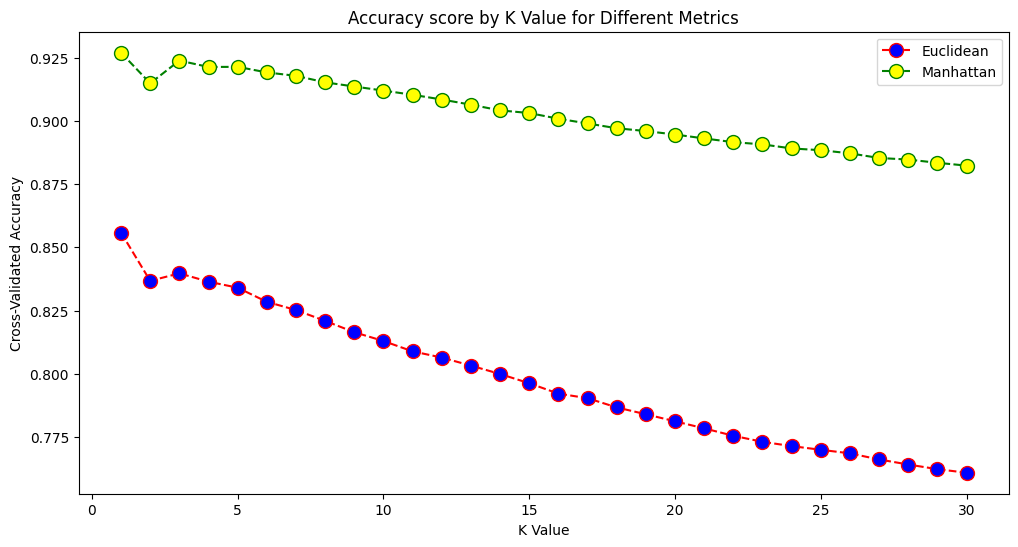 Accuracy score by K Value for Different Metrics
Euclidean
Manhattan
Cross-Validated Accuracy
0.925
0.900
0.875
0.850
0.825
0.800
0.775
0 5 10 15 20 25 30
K Value